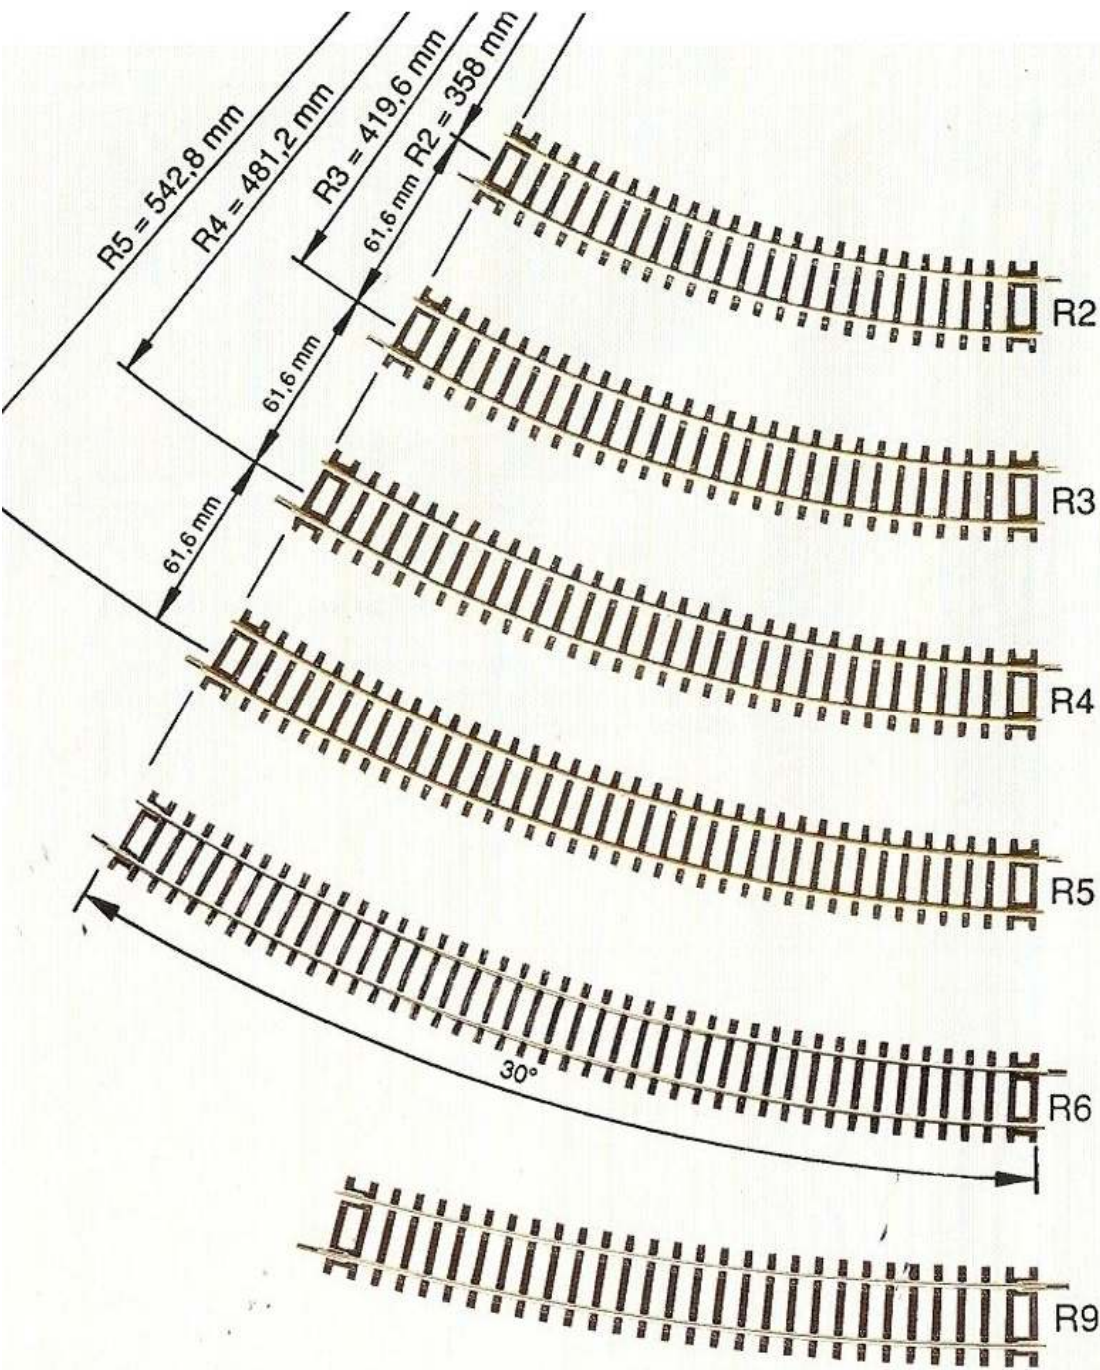 R5 = 542,8 mm
R4 = 481,2 mm
R3 = 419,6 mm
R2 = 358 mm
61,6 mm
61,6 mm
61,6 mm
R2
R3
R4
R5
30°
R6
R9